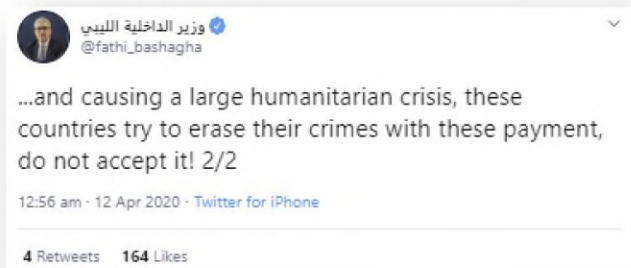 وزير الداخلية الليبي
@fathi_bashagha
...and causing a large humanitarian crisis, these
countries try to erase their crimes with these payment,
do not accept it! 2/2
12:56 am · 12 Apr 2020 · Twitter for iPhone
4 Retweets 164 Likes